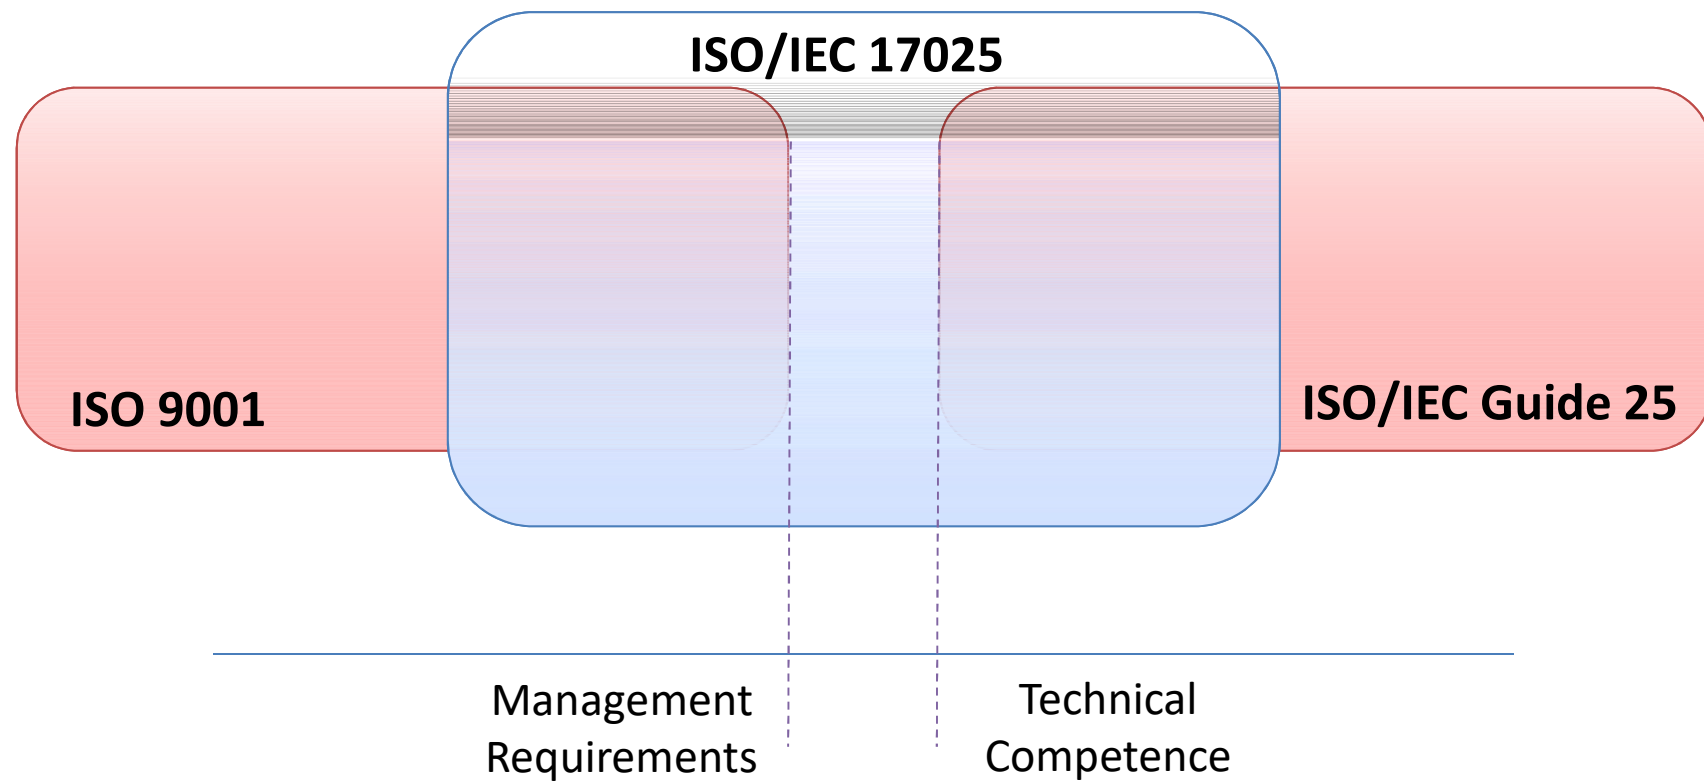 ISO/IEC 17025
ISO 9001
ISO/IEC Guide 25
Management
Requirements
Technical
Competence